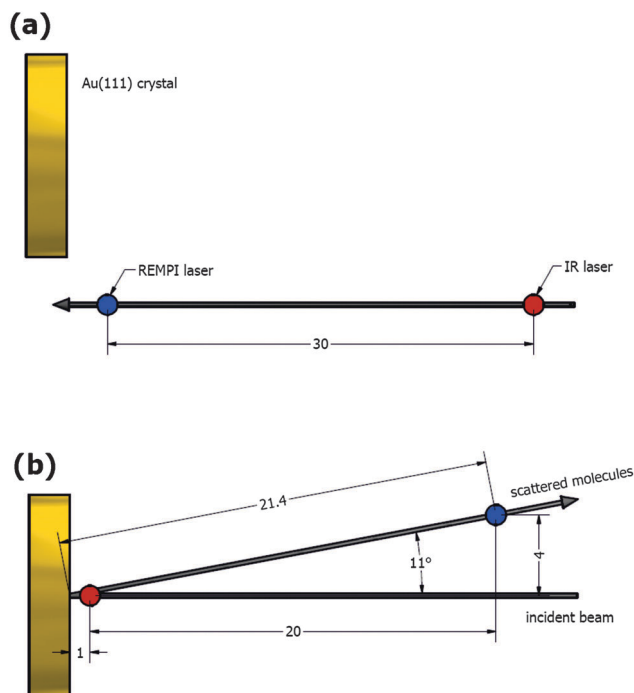 (a)
Au(111) crystal
REMPI laser
IR laser
30
(b)
21.4
scattered molecules
11°
4
incident beam
20
1